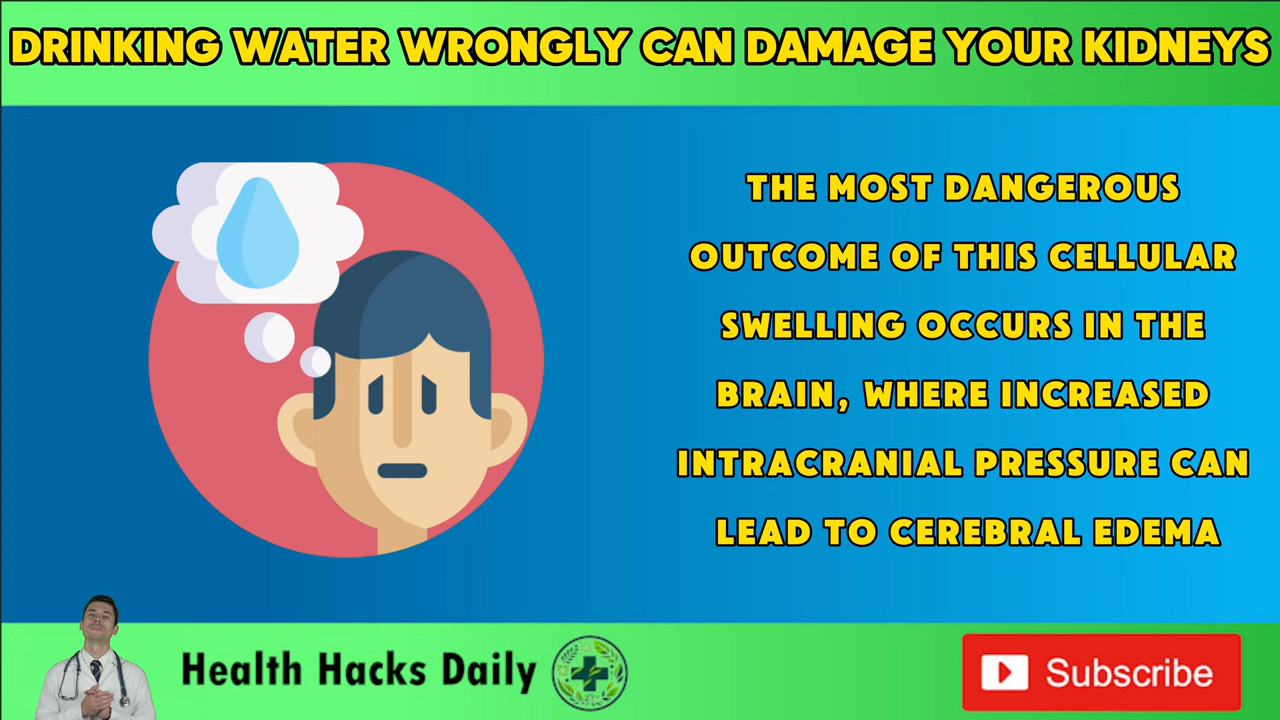 DRINKING WATER WRONGLY CAN DAMAGE YOUR KIDNEYS
THE MOST DANGEROUS
OUTCOME OF THIS CELLULAR
SWELLING OCCURS IN THE
BRAIN, WHERE INCREASED
INTRACRANIAL PRESSURE CAN
LEAD TO CEREBRAL EDEMA
Health Hacks Daily
Subscribe